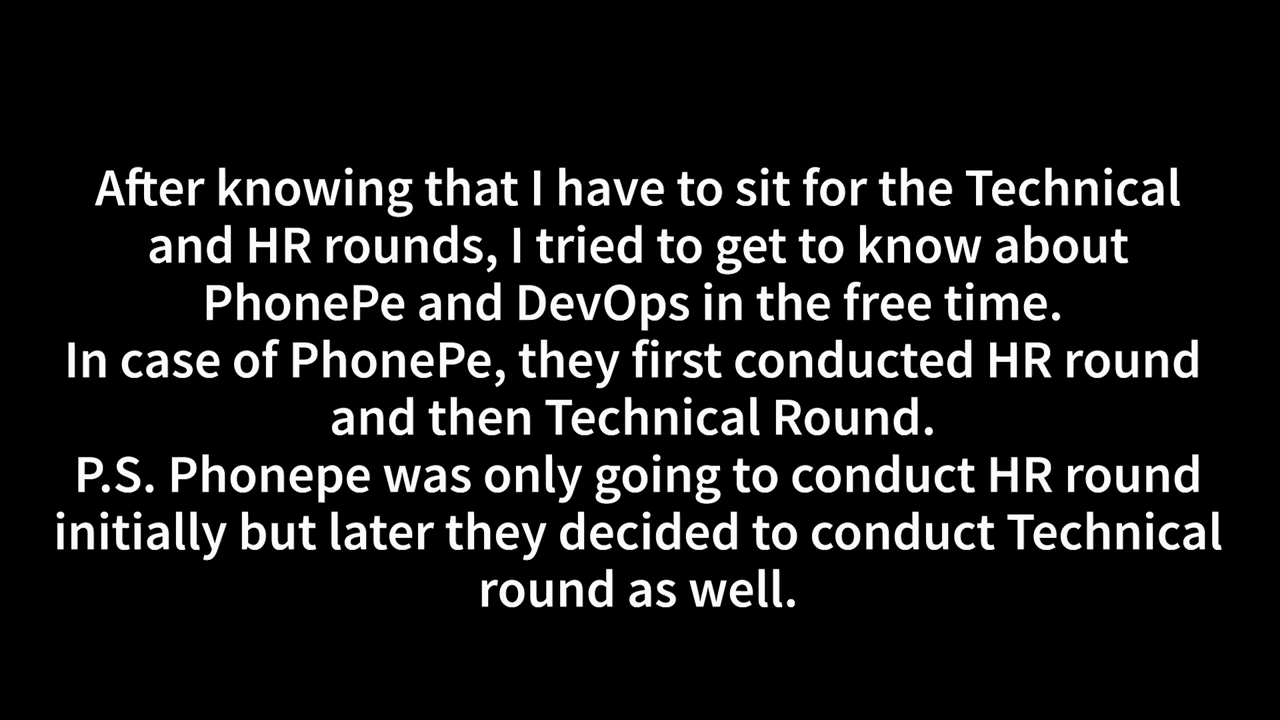 After knowing that I have to sit for the Technical
and HR rounds, I tried to get to know about
PhonePe and DevOps in the free time.
In case of PhonePe, they first conducted HR round
and then Technical Round.
P.S. Phonepe was only going to conduct HR round
initially but later they decided to conduct Technical
round as well.